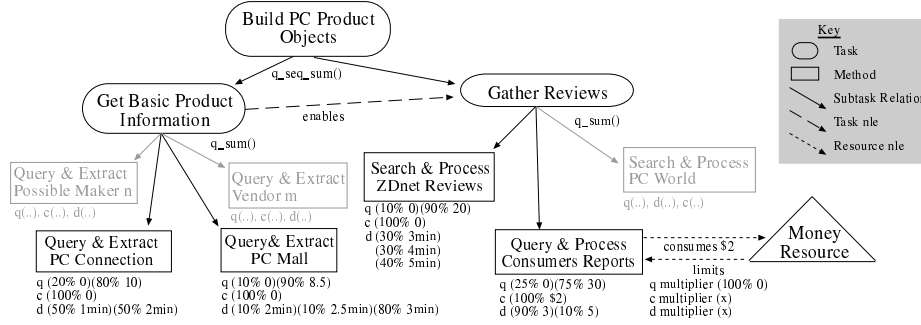 Build PC Product
Objects
q_seq_sum()
Key
Task
Method
Subtask Relation
Task nle
Resource nle
Get Basic Product
Information
enables
Gather Reviews
q_sum()
q_sum()
Query & Extract
Possible Maker n
q(..), c(..), d(..)
Query & Extract
Vendor m
q(..), c(..), d(..)
Search & Process
ZDnet Reviews
q (10% 0)(90% 20)
c (100% 0)
d (30% 3min)
(30% 4min)
(40% 5min)
Search & Process
PC World
q(..), d(..), c(..)
Query & Extract
PC Connection
q (20% 0)(80% 10)
c (100% 0)
d (50% 1min)(50% 2min)
Query& Extract
PC Mall
q (10% 0)(90% 8.5)
c (100% 0)
d (10% 2min)(10% 2.5min)(80% 3min)
Query & Process
Consumers Reports
q (25% 0)(75% 30)
c (100% $2)
d (90% 3)(10% 5)
consumes $2
limits
q multiplier (100% 0)
c multiplier (x)
d multiplier (x)
Money
Resource